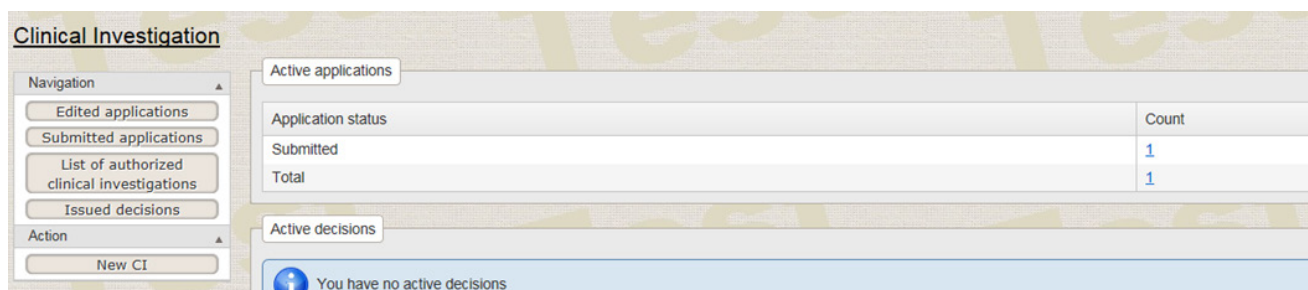 Clinical Investigation
Navigation
Edited applications
Submitted applications
List of authorized
clinical investigations
Issued decisions
Action
New CI
Active applications
Application status Count
Submitted 1
Total 1
Active decisions
You have no active decisions